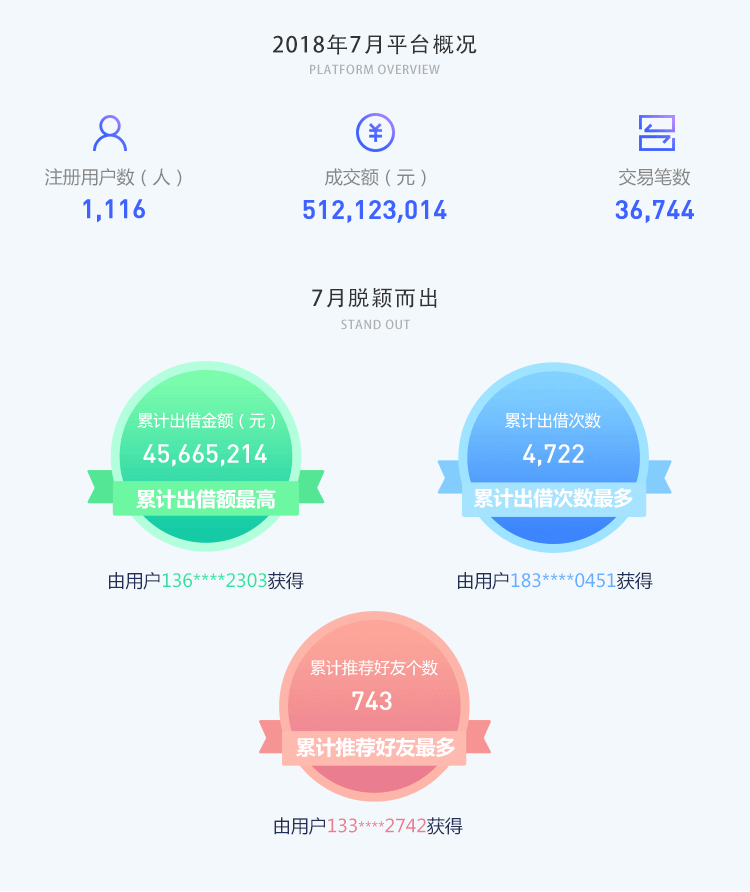 2018年7月平台概况
PLATFORM OVERVIEW
注册用户数（人）
1,116
成交额（元）
512,123,014
交易笔数
36,744
7月脱颖而出
STAND OUT
累计出借金额（元）
45,665,214
累计出借额最高
由用户136****2303获得
累计出借次数
4,722
累计出借次数最多
由用户183****0451获得
累计推荐好友个数
743
累计推荐好友最多
由用户133****2742获得